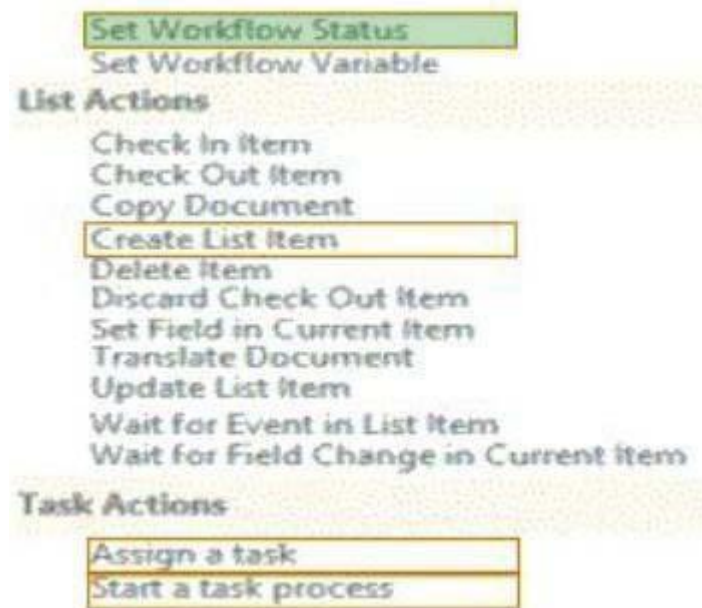 Set Workflow Status
Set Workflow Variable
List Actions
Check In Item
Check Out Item
Copy Document
Create List Item
Delete Item
Discard Check Out Item
Set Field in Current Item
Translate Document
Update List Item
Wait for Event in List Item
Wait for Field Change in Current Item
Task Actions
Assign a task
Start a task process